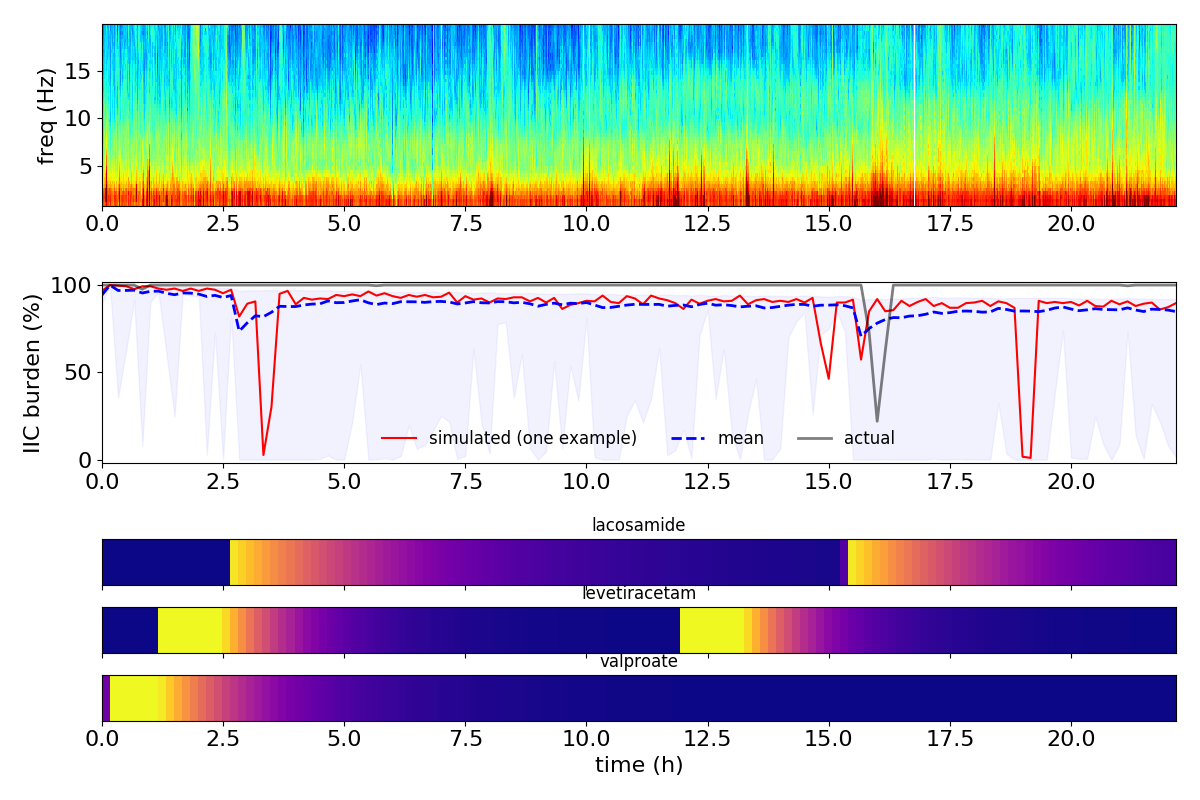 freq (Hz)
15
10
5
0.0 2.5 5.0 7.5 10.0 12.5 15.0 17.5 20.0
IIC burden (%)
100
50
0
simulated (one example) mean actual
0.0 2.5 5.0 7.5 10.0 12.5 15.0 17.5 20.0
lacosamide
levetiracetam
valproate
0.0 2.5 5.0 7.5 10.0 12.5 15.0 17.5 20.0
time (h)